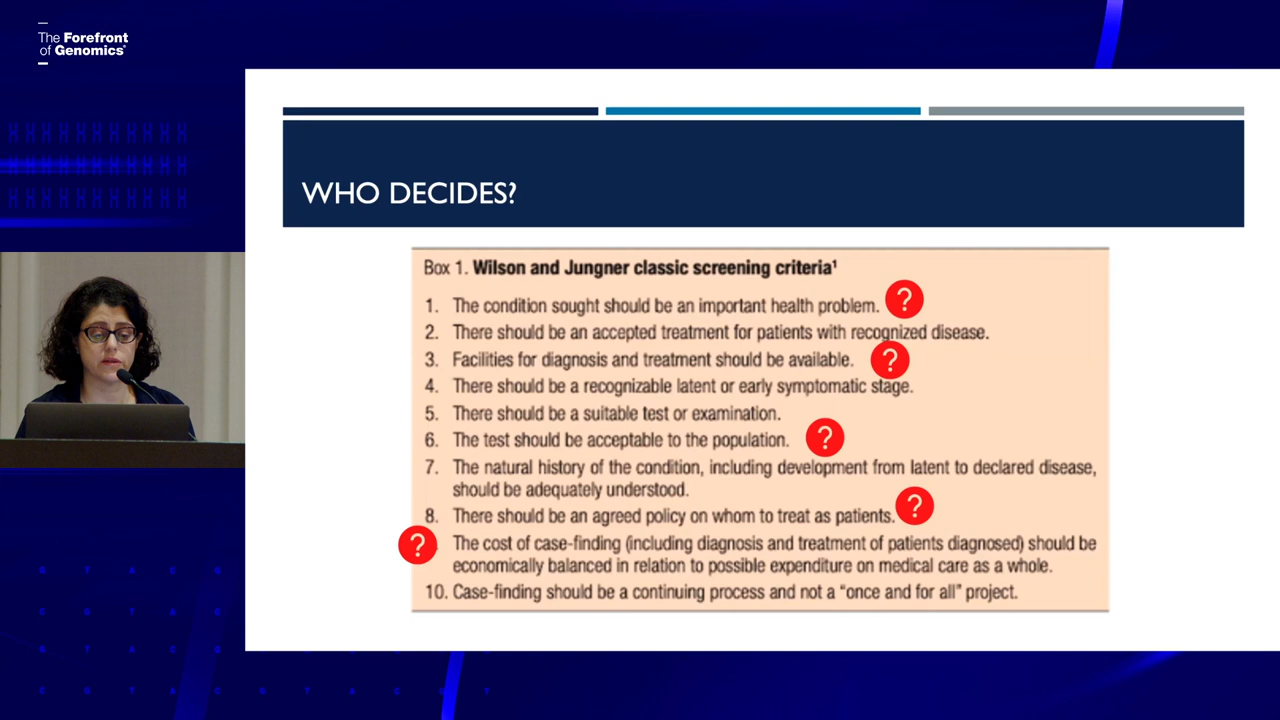 The Forefront
of Genomics®
WHO DECIDES?
Box 1. Wilson and Jungner classic screening criteria¹
1. The condition sought should be an important health problem. ?
2. There should be an accepted treatment for patients with recognized disease.
3. Facilities for diagnosis and treatment should be available. ?
4. There should be a recognizable latent or early symptomatic stage.
5. There should be a suitable test or examination.
6. The test should be acceptable to the population. ?
7. The natural history of the condition, including development from latent to declared disease,
should be adequately understood.
8. There should be an agreed policy on whom to treat as patients. ?
? The cost of case-finding (including diagnosis and treatment of patients diagnosed) should be
economically balanced in relation to possible expenditure on medical care as a whole.
10. Case-finding should be a continuing process and not a “once and for all” project.